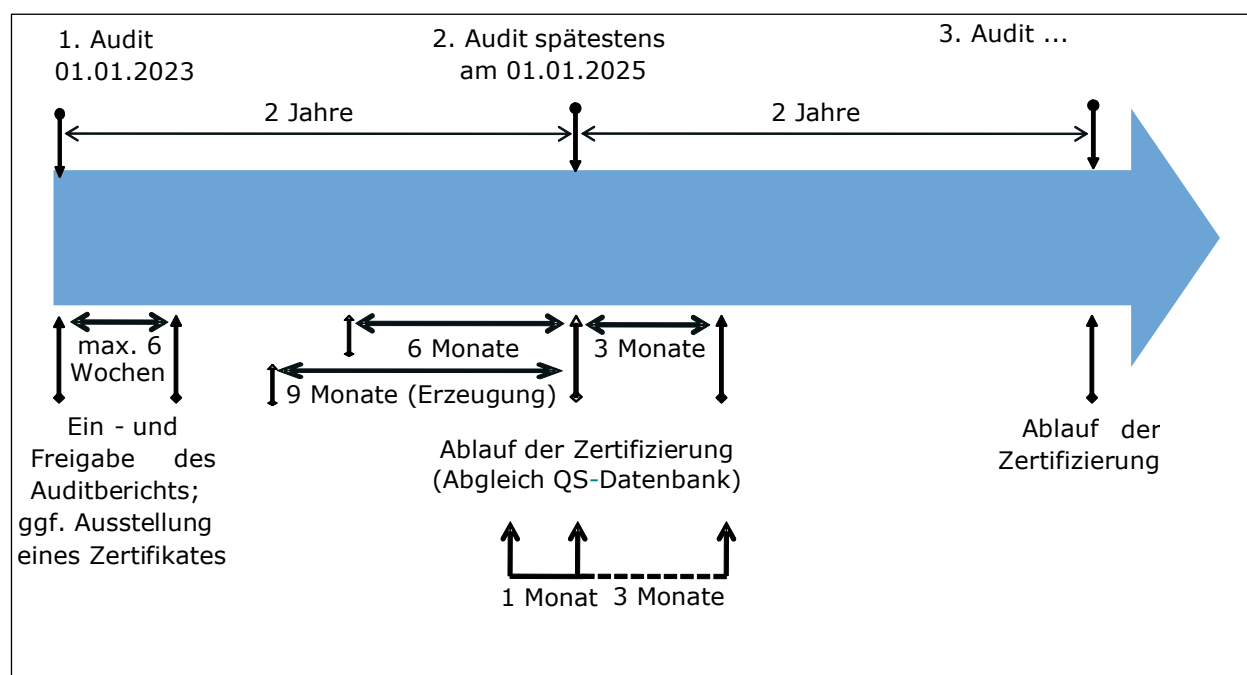 1. Audit
01.01.2023
2. Audit spätestens
am 01.01.2025
3. Audit ...
2 Jahre
2 Jahre
max. 6
Wochen
6 Monate
3 Monate
9 Monate (Erzeugung)
Ein - und
Freigabe des
Auditberichts;
ggf. Ausstellung
eines Zertifikates
Ablauf der Zertifizierung
(Abgleich QS-Datenbank)
Ablauf der
Zertifizierung
1 Monat
3 Monate